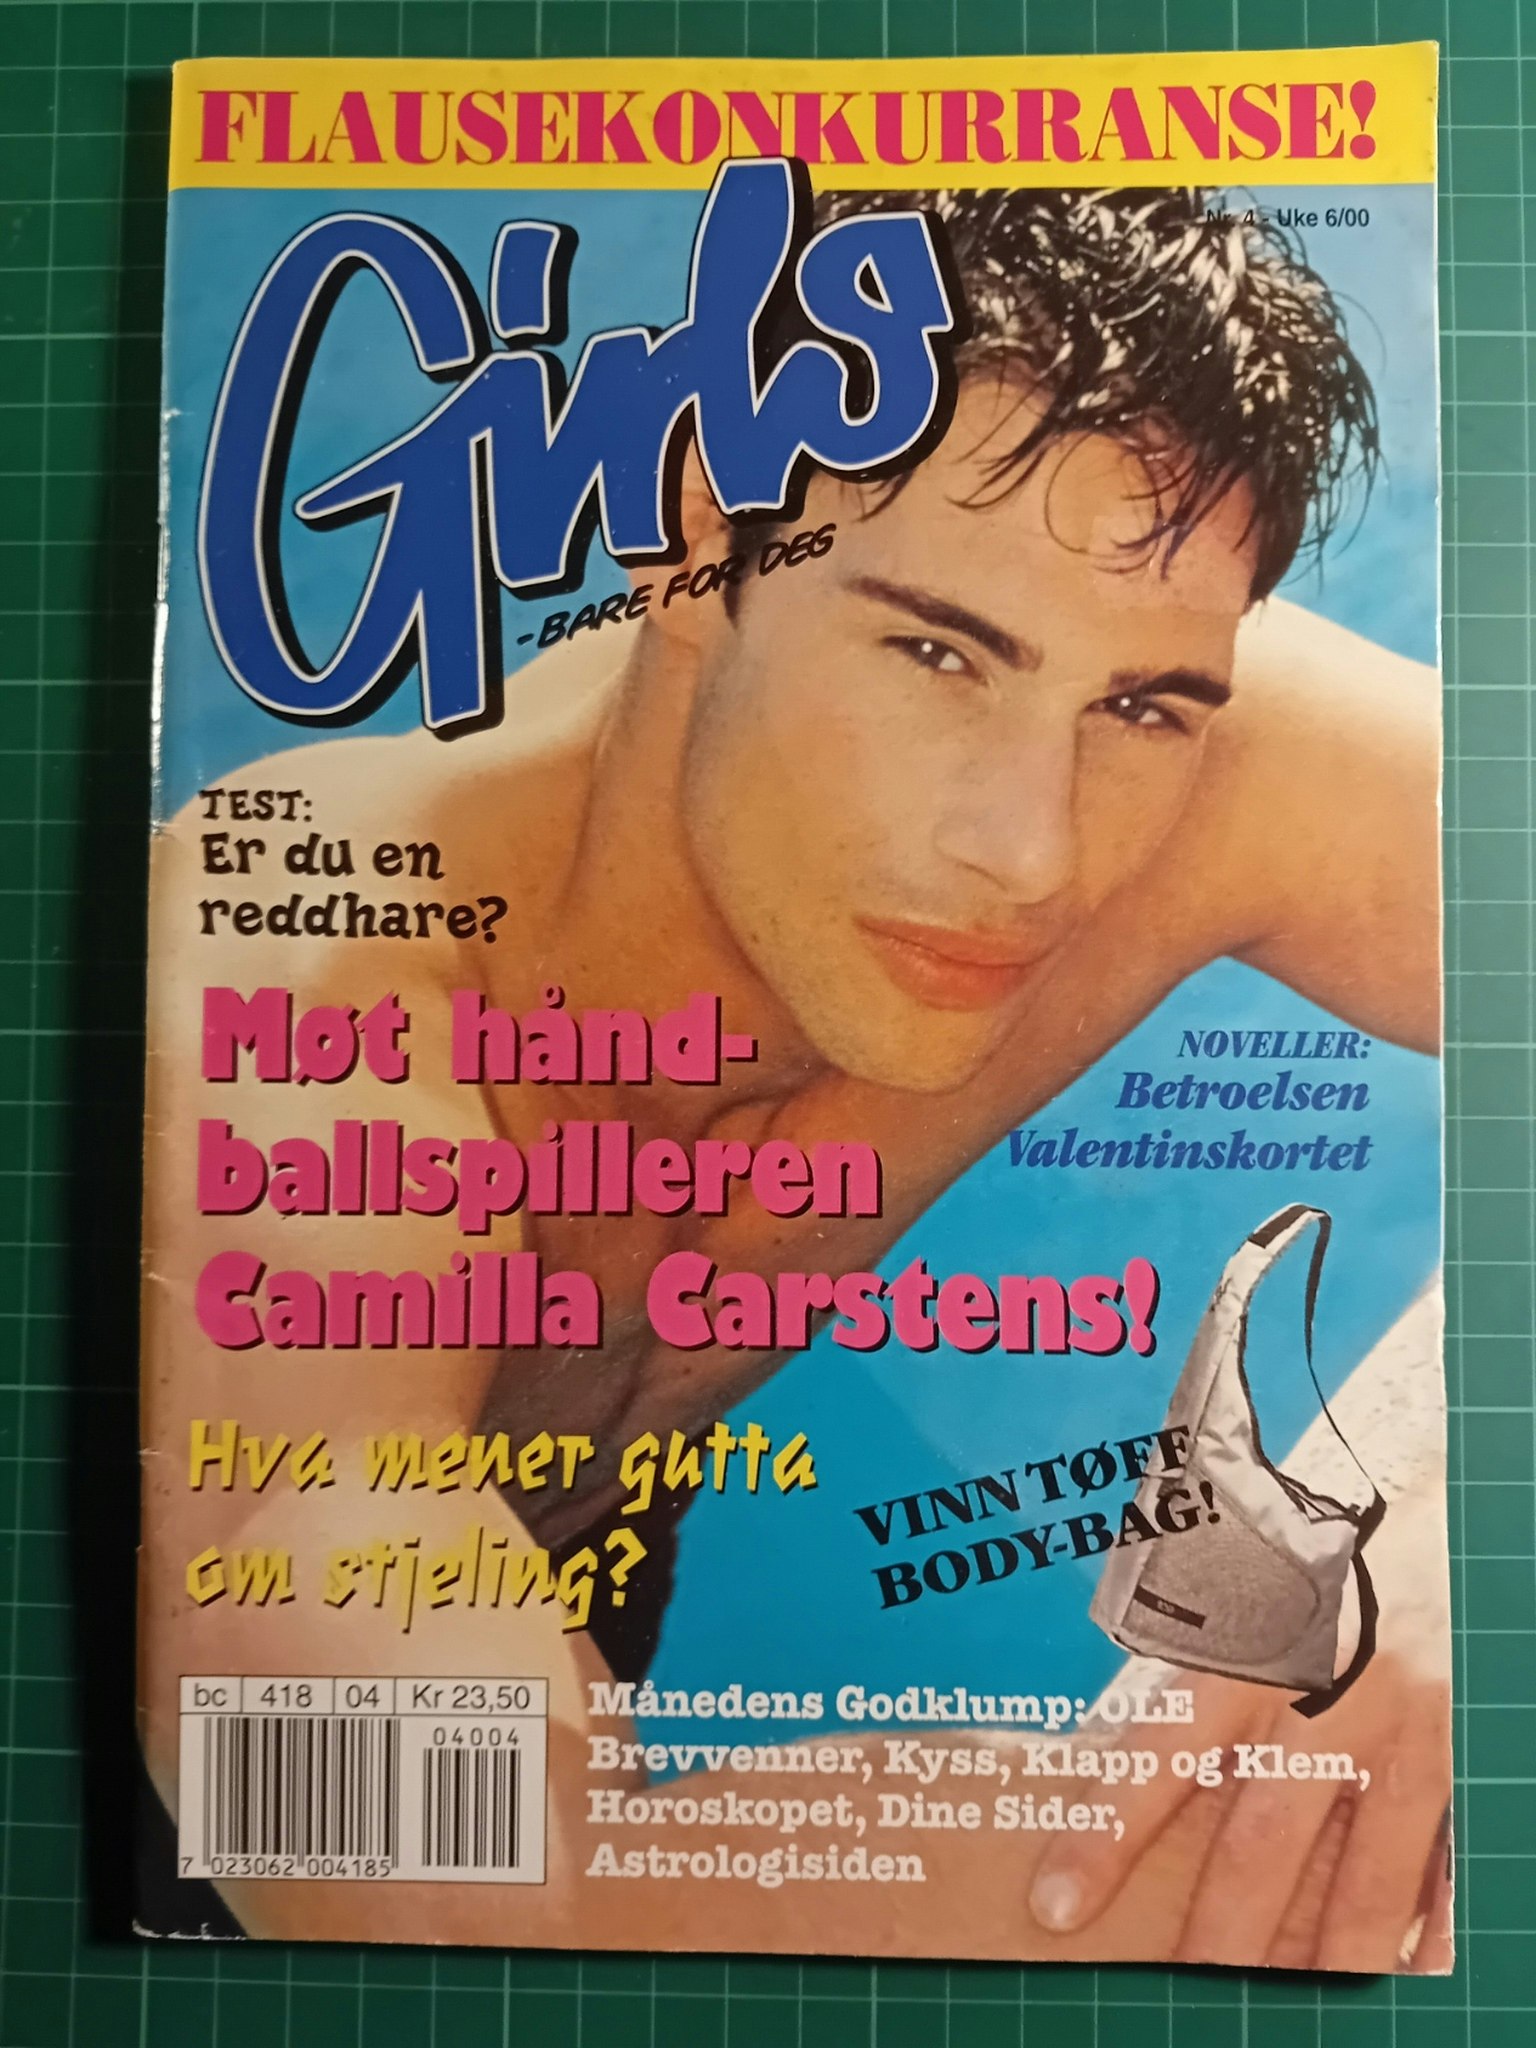 FLAUSEKONKURRANSE!
Nr. 4 - Uke 6/00
Girls
-BARE FOR DEG
TEST:
Er du en
reddhare?
Møt hånd-
ballspilleren
Camilla Carstens!
NOVELLER:
Betroelsen
Valentinskortet
Hva mener gutta
om stjeling?
VINN TØFF
BODY-BAG!
bc 418 04 Kr 23,50
04004
7 023062 004185
Månedens Godklump: OLE
Brevvenner, Kyss, Klapp og Klem,
Horoskopet, Dine Sider,
Astrologisiden